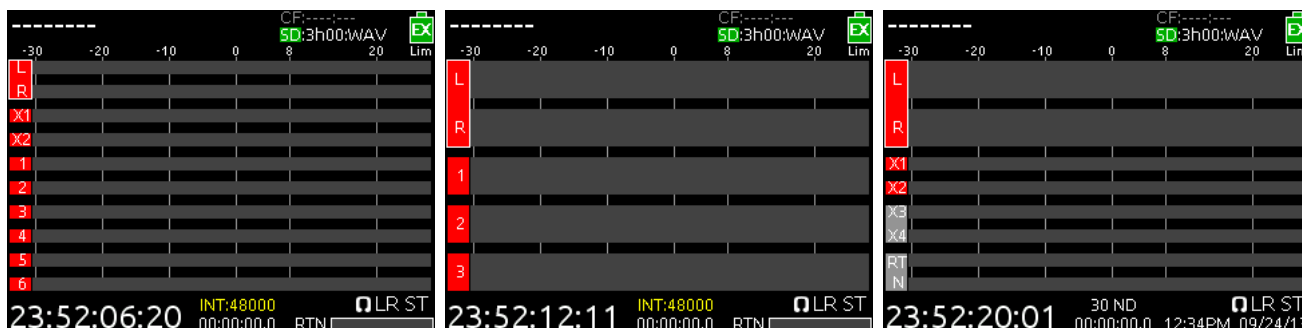 --------
CF:----:---
SD:3h00:WAV
EX
-30 -20 -10 0 8 20 Lim
L
R
X1
X2
1
2
3
4
5
6
23:52:06:20
INT:48000
LR ST
00:00:00.0 RTN
--------
CF:----:---
SD:3h00:WAV
EX
-30 -20 -10 0 8 20 Lim
L
R
1
2
3
23:52:12:11
INT:48000
LR ST
00:00:00.0 RTN
--------
CF:----:---
SD:3h00:WAV
-30 -20 -10 0 8 20
L
R
X1
X2
X3
X4
RT
N
23:52:20:01
30 ND
LR ST
00:00:00.0 12:34PM